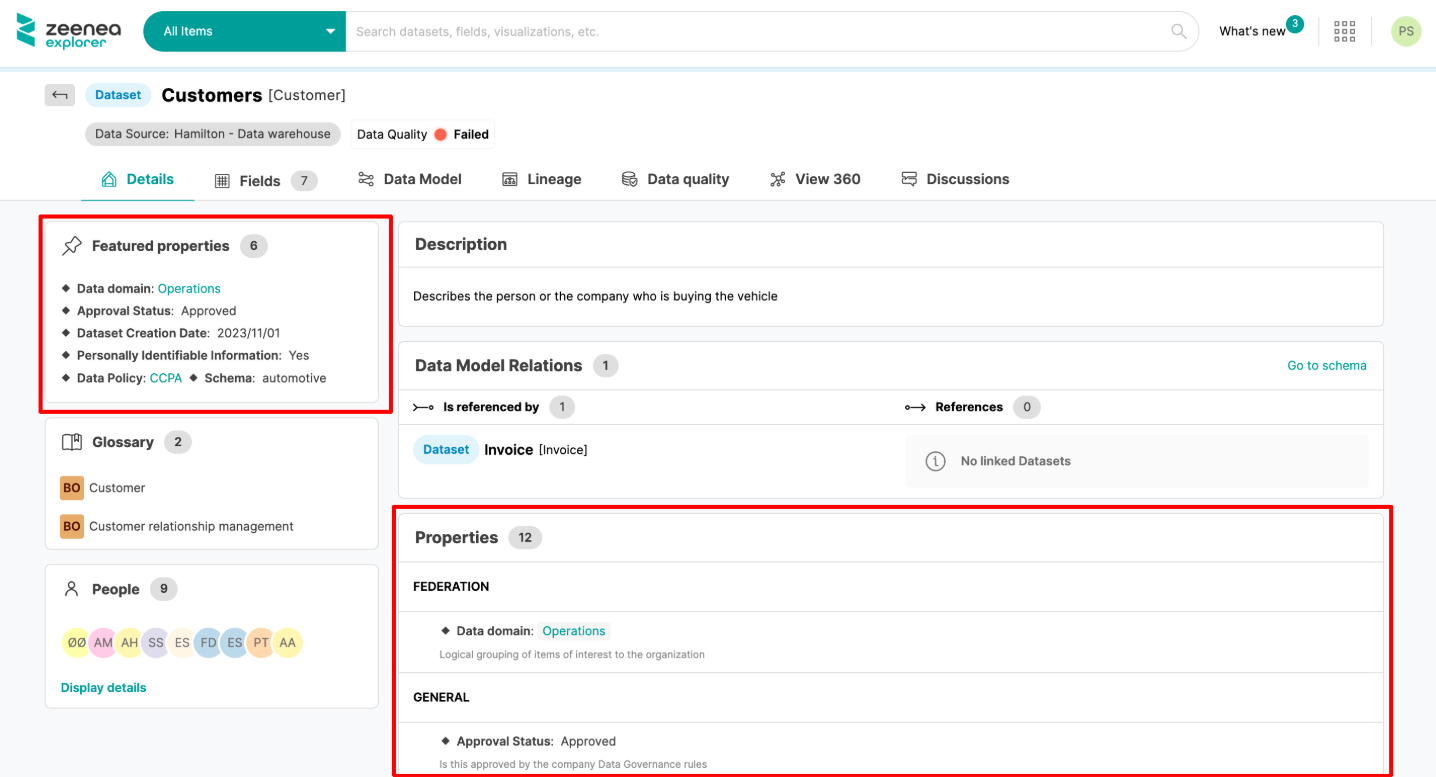 zeenea
explorer
All Items
Search datasets, fields, visualizations, etc.
What's new 3
PS
Dataset Customers [Customer]
Data Source: Hamilton - Data warehouse Data Quality Failed
Details Fields 7 Data Model Lineage Data quality View 360 Discussions
Featured properties 6
Data domain: Operations
Approval Status: Approved
Dataset Creation Date: 2023/11/01
Personally Identifiable Information: Yes
Data Policy: CCPA ◆ Schema: automotive
Glossary 2
BO Customer
BO Customer relationship management
People 9
ØØ AM AH SS ES FD ES PT AA
Display details
Description
Describes the person or the company who is buying the vehicle
Data Model Relations 1 Go to schema
Is referenced by 1 References 0
Dataset Invoice [Invoice] No linked Datasets
Properties 12
FEDERATION
Data domain: Operations
Logical grouping of items of interest to the organization
GENERAL
Approval Status: Approved
Is this approved by the company Data Governance rules